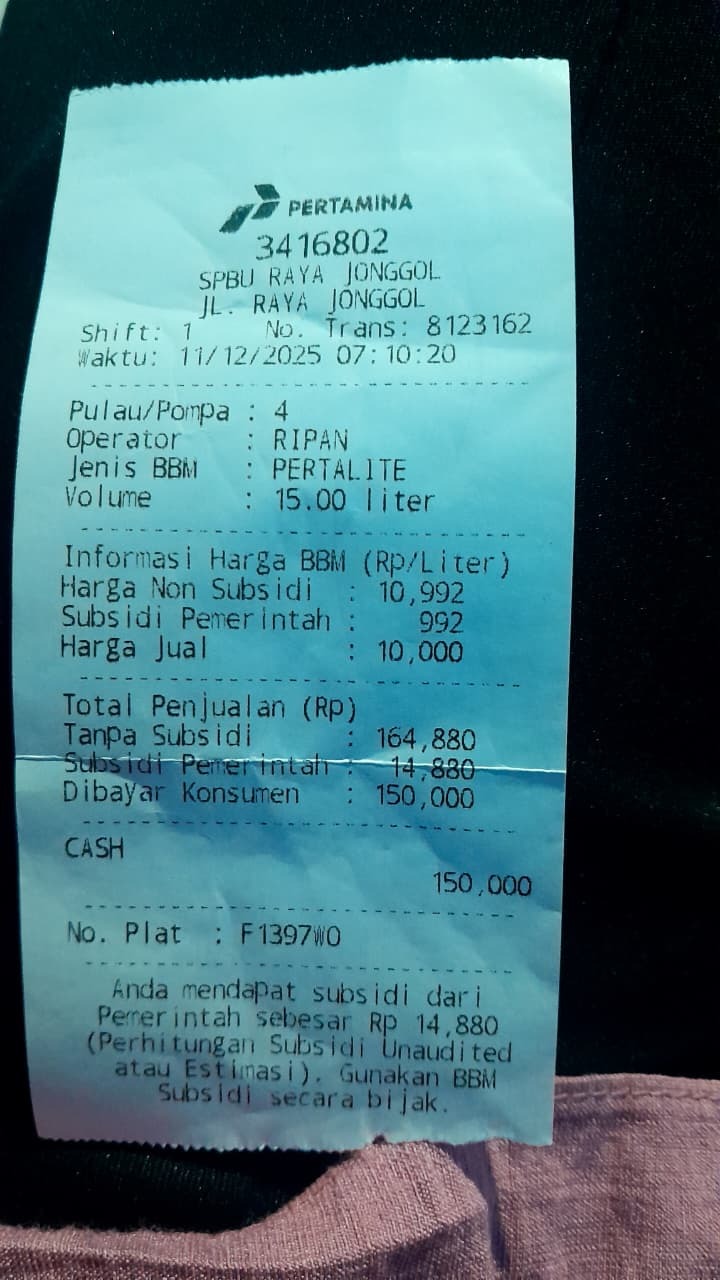 PERTAMINA
3416802
SPBU RAYA JONGGOL
JL. RAYA JONGGOL
Shift: 1 No. Trans: 8123162
Waktu: 11/12/2025 07:10:20
Pulau/Pompa : 4
Operator : RIPAN
Jenis BBM : PERTALITE
Volume : 15.00 liter
Informasi Harga BBM (Rp/Liter)
Harga Non Subsidi : 10,992
Subsidi Pemerintah : 992
Harga Jual : 10,000
Total Penjualan (Rp)
Tanpa Subsidi : 164,880
Subsidi Pemerintah : 14,880
Dibayar Konsumen : 150,000
CASH
150,000
No. Plat : F1397WO
Anda mendapat subsidi dari
Pemerintah sebesar Rp 14,880
(Perhitungan Subsidi Unaudited
atau Estimasi). Gunakan BBM
Subsidi secara bijak.